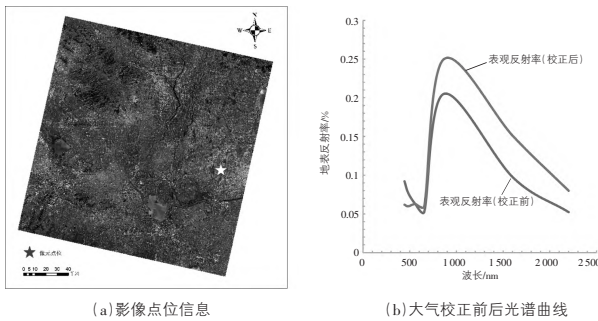 N
W E
S
像元点位
0 5 10 20 30 40
千米
(a)影像点位信息
0.3
0.25
0.2
0.15
0.1
0.05
0
地表反射率/%
表观反射率(校正后)
表观反射率(校正前)
0 500 1 000 1 500 2 000 2 500
波长/nm
(b)大气校正前后光谱曲线